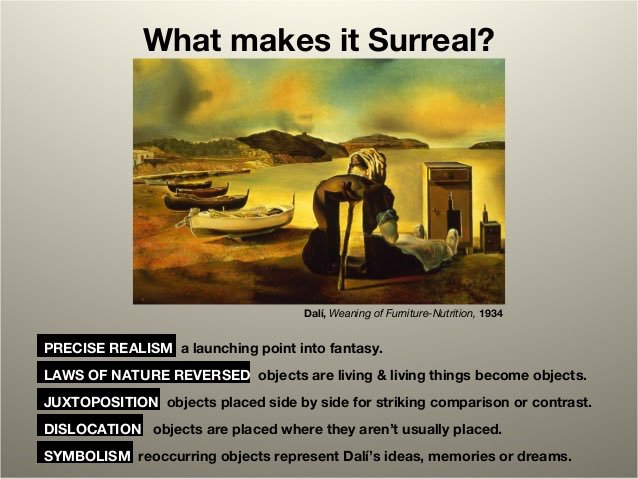 What makes it Surreal?
Dalí, Weaning of Furniture-Nutrition, 1934
PRECISE REALISM a launching point into fantasy.
LAWS OF NATURE REVERSED objects are living & living things become objects.
JUXTOPOSITION objects placed side by side for striking comparison or contrast.
DISLOCATION objects are placed where they aren't usually placed.
SYMBOLISM reoccurring objects represent Dalí's ideas, memories or dreams.